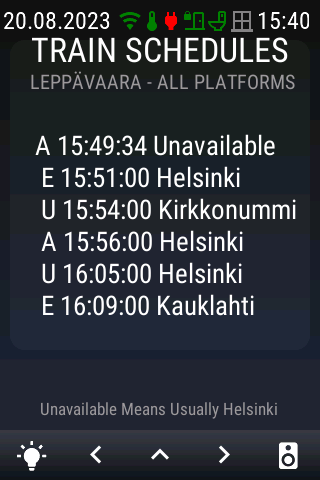 20.08.2023 15:40
TRAIN SCHEDULES
LEPPÄVAARA - ALL PLATFORMS
A 15:49:34 Unavailable
E 15:51:00 Helsinki
U 15:54:00 Kirkkonummi
A 15:56:00 Helsinki
U 16:05:00 Helsinki
E 16:09:00 Kauklahti
Unavailable Means Usually Helsinki